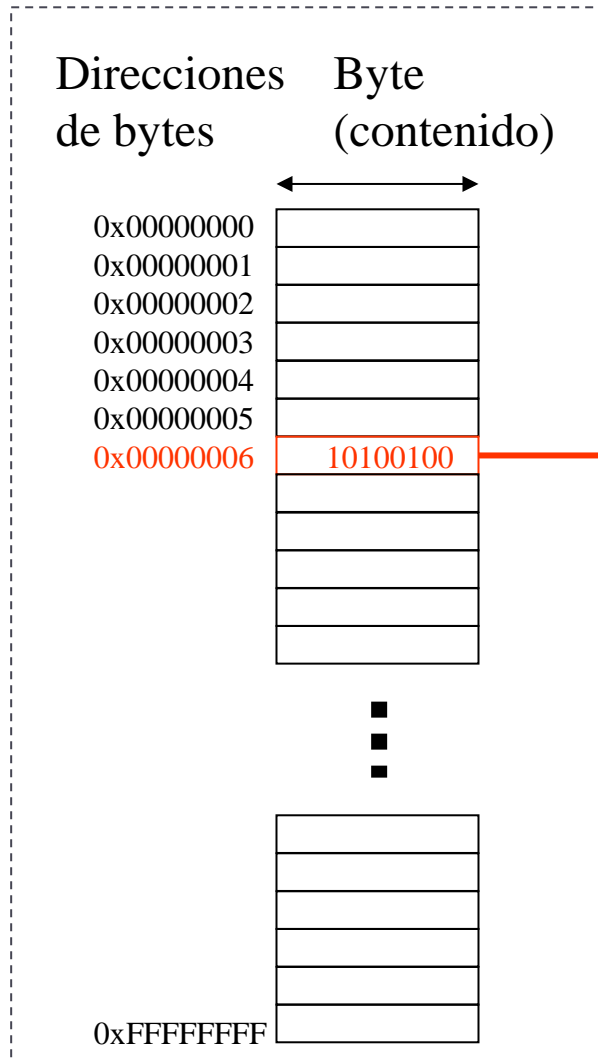 Direcciones Byte
de bytes (contenido)
0x00000000
0x00000001
0x00000002
0x00000003
0x00000004
0x00000005
0x00000006 10100100
0xFFFFFFFF